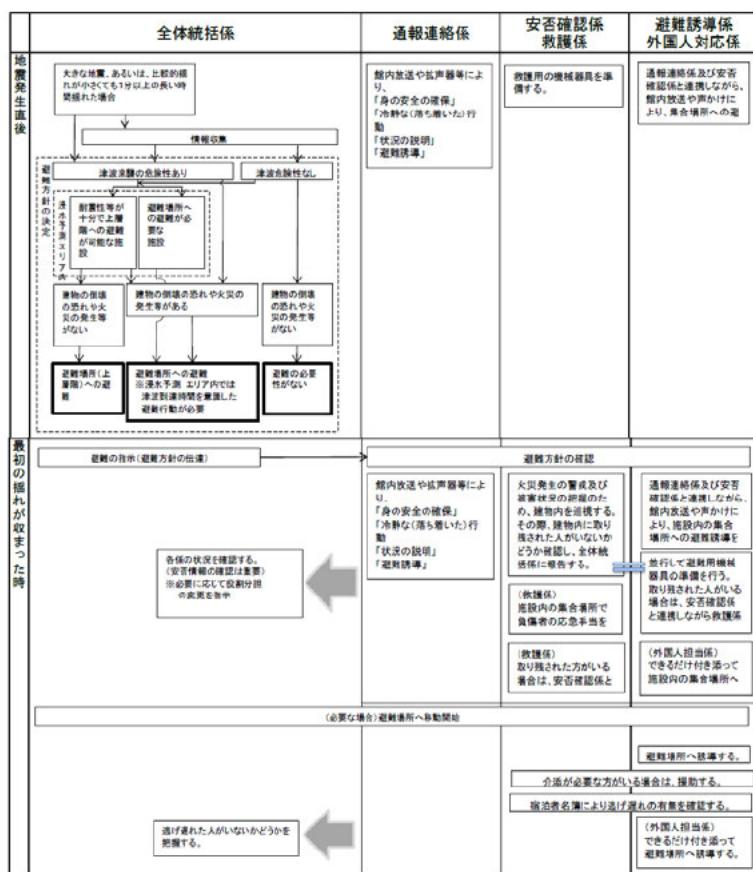 全体統括係
通報連絡係
安否確認係
救護係
避難誘導係
外国人対応係
地震発生直後
大きな地震、あるいは、比較的揺
れが小さくても1分以上の長い時
間揺れた場合
情報収集
避難方針の決定
津波来襲の危険性あり
津波危険性なし
浸水予測エリア内
耐震性等が
十分で上層
階への避難
が可能な施
設
避難場所へ
の避難が必
要な
施設
建物の倒壊
の恐れや火
災の発生等
がない
建物の倒壊の恐れや火災の
発生等がある
建物の倒壊
の恐れや火
災の発生等
がない
避難場所(上
層階)への避
難
避難場所への避難
※浸水予測 エリア内では
津波到達時間を意識した
避難行動が必要
避難の必要
性がない
館内放送や拡声器等によ
り、
「身の安全の確保」
「冷静な(落ち着いた)行
動
「状況の説明」
「避難誘導」
救護用の機械器具を準
備する。
通報連絡係及び安否
確認係と連携しながら、
館内放送や声かけに
より、集合場所への避
最初の揺れが収まった時
避難の指示(避難方針の伝達)
避難方針の確認
各係の状況を確認する。
(安否情報の確認は重要)
※必要に応じて役割分担
の変更を指示
館内放送や拡声器等によ
り、
「身の安全の確保」
「冷静な(落ち着いた)行
動
「状況の説明」
「避難誘導」
火災発生の警戒及び
被害状況の把握のた
め、建物内を巡視する。
その際、建物内に取り
残された人がいないか
どうか確認し、全体統
括係に報告する。
(救護係)
施設内の集合場所で
負傷者の応急手当を
(救護係)
取り残された方がいる
場合は、安否確認係と
通報連絡係及び安否
確認係と連携しながら、
館内放送や声かけに
より、施設内の集合
場所への避難誘導を
並行して避難用機械
器具の準備を行う。
取り残された人がいる
場合は、安否確認係
と連携しながら救護係
(外国人担当係)
できるだけ付き添って
施設内の集合場所へ
(必要な場合)避難場所へ移動開始
避難場所へ誘導する。
介添が必要な方がいる場合は、援助する。
宿泊者名簿により逃げ遅れの有無を確認する。
逃げ遅れた人がいないかどうかを
把握する。
(外国人担当係)
できるだけ付き添って
避難場所へ誘導する。